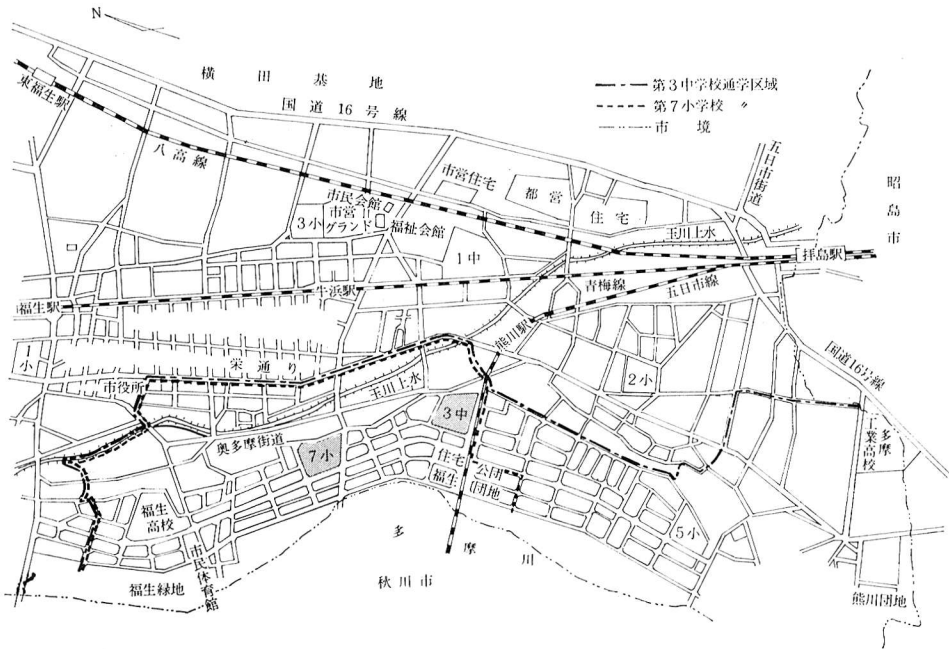 N
横田基地
国道16号線
第3中学校通学区域
第7小学校 〃
市境
東福生駅
八高線
市営住宅
都営
住宅
五日市街道
昭島市
市民会館
市営
グランド
3小
福祉会館
1中
玉川上水
拝島駅
福生駅
牛浜駅
青梅線
五日市線
熊川駅
1小
栄通り
市役所
玉川上水
2小
国道16号線
3中
奥多摩街道
7小
多摩
工業高校
住宅公団
福生団地
福生
高校
5小
市民体育館
多摩川
福生緑地
秋川市
熊川団地